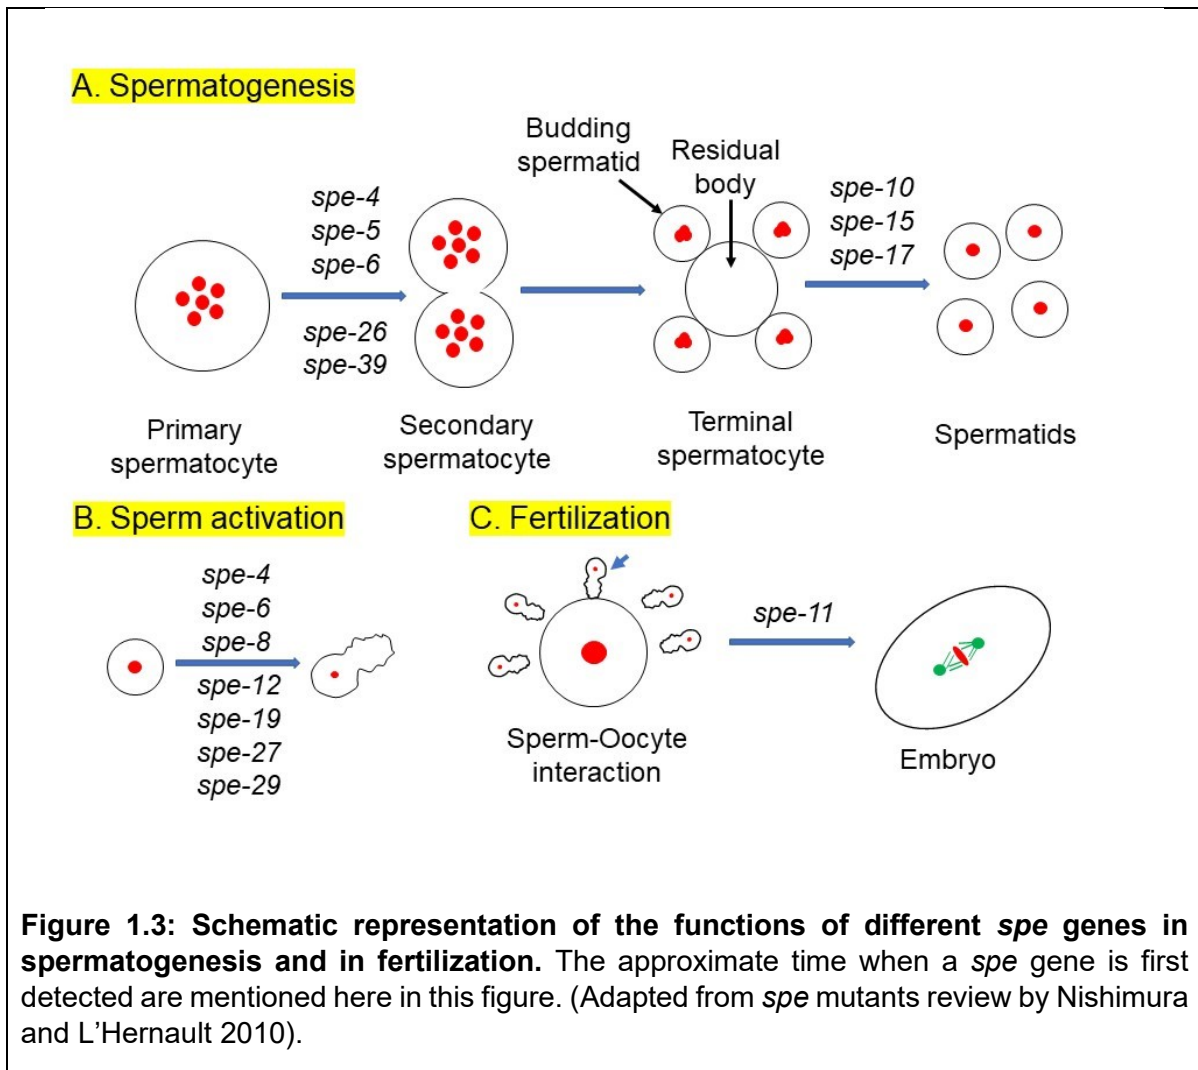 A. Spermatogenesis
Budding
spermatid
Residual
body
spe-4
spe-5
spe-6
spe-26
spe-39
spe-10
spe-15
spe-17
Primary
spermatocyte
Secondary
spermatocyte
Terminal
spermatocyte
Spermatids
B. Sperm activation
spe-4
spe-6
spe-8
spe-12
spe-19
spe-27
spe-29
C. Fertilization
spe-11
Sperm-Oocyte
interaction
Embryo
Figure 1.3: Schematic representation of the functions of different spe genes in
spermatogenesis and in fertilization. The approximate time when a spe gene is first
detected are mentioned here in this figure. (Adapted from spe mutants review by Nishimura
and L’Hernault 2010).